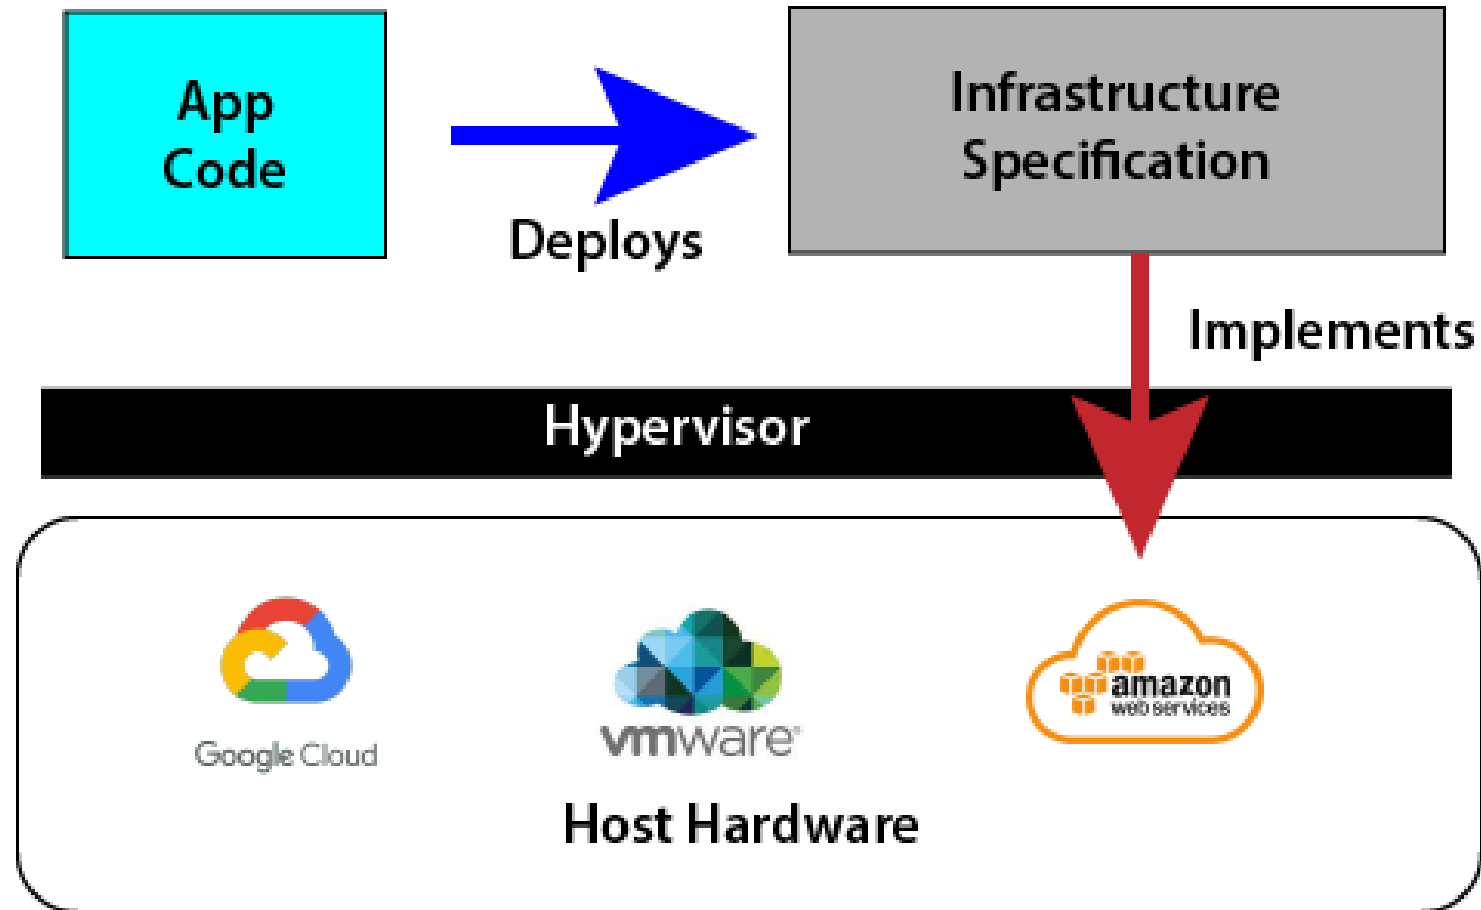 App
Code
Deploys
Infrastructure
Specification
Implements
Hypervisor
Google Cloud
vmware®
amazon
web services
Host Hardware